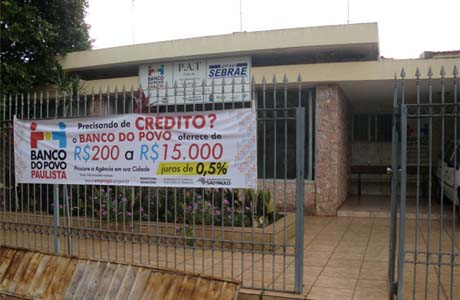 P.A.T
SEBRAE
Precisando de CRÉDITO?
o BANCO DO POVO oferece de
R$200 a R$15.000
juros de 0,5%
BANCO
DO POVO
PAULISTA
Procure a Agência em sua Cidade
SÃO PAULO